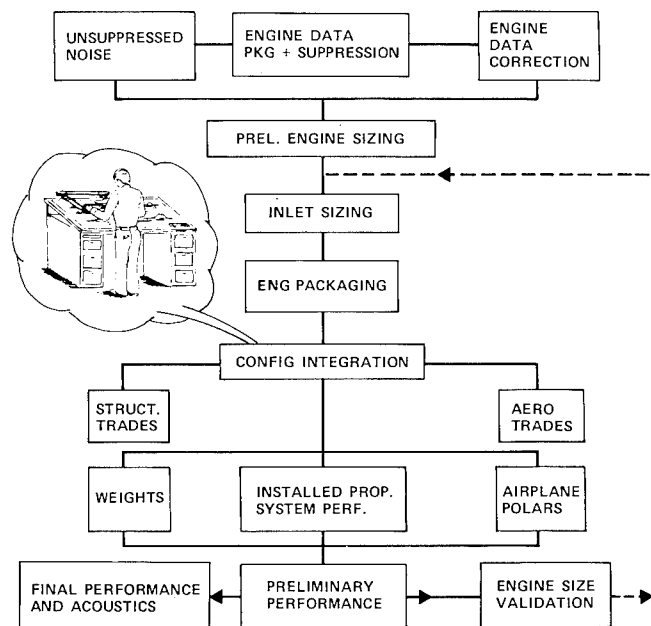 UNSUPPRESSED
NOISE
ENGINE DATA
PKG + SUPPRESSION
ENGINE
DATA
CORRECTION
PREL. ENGINE SIZING
INLET SIZING
ENG PACKAGING
CONFIG INTEGRATION
STRUCT.
TRADES
AERO
TRADES
WEIGHTS
INSTALLED PROP.
SYSTEM PERF.
AIRPLANE
POLARS
FINAL PERFORMANCE
AND ACOUSTICS
PRELIMINARY
PERFORMANCE
ENGINE SIZE
VALIDATION